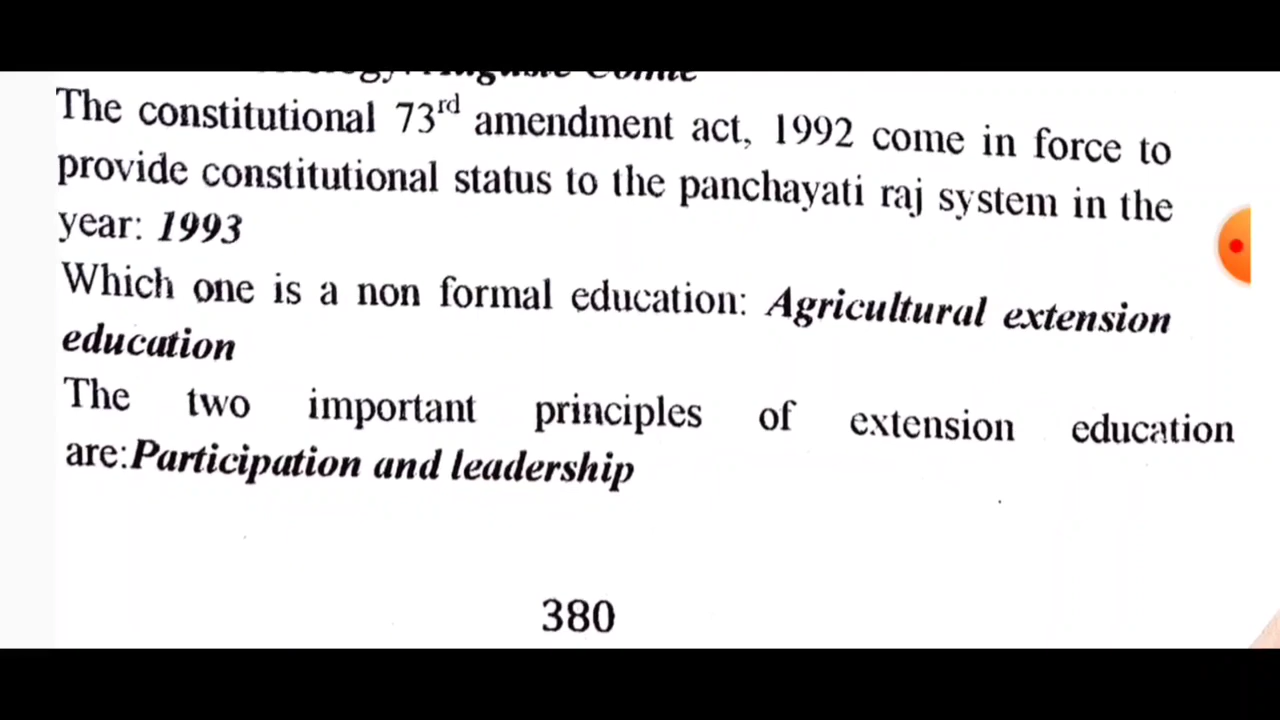 The constitutional 73rd amendment act, 1992 come in force to
provide constitutional status to the panchayati raj system in the
year: 1993
Which one is a non formal education: Agricultural extension
education
The two important principles of extension education
are:Participation and leadership
380